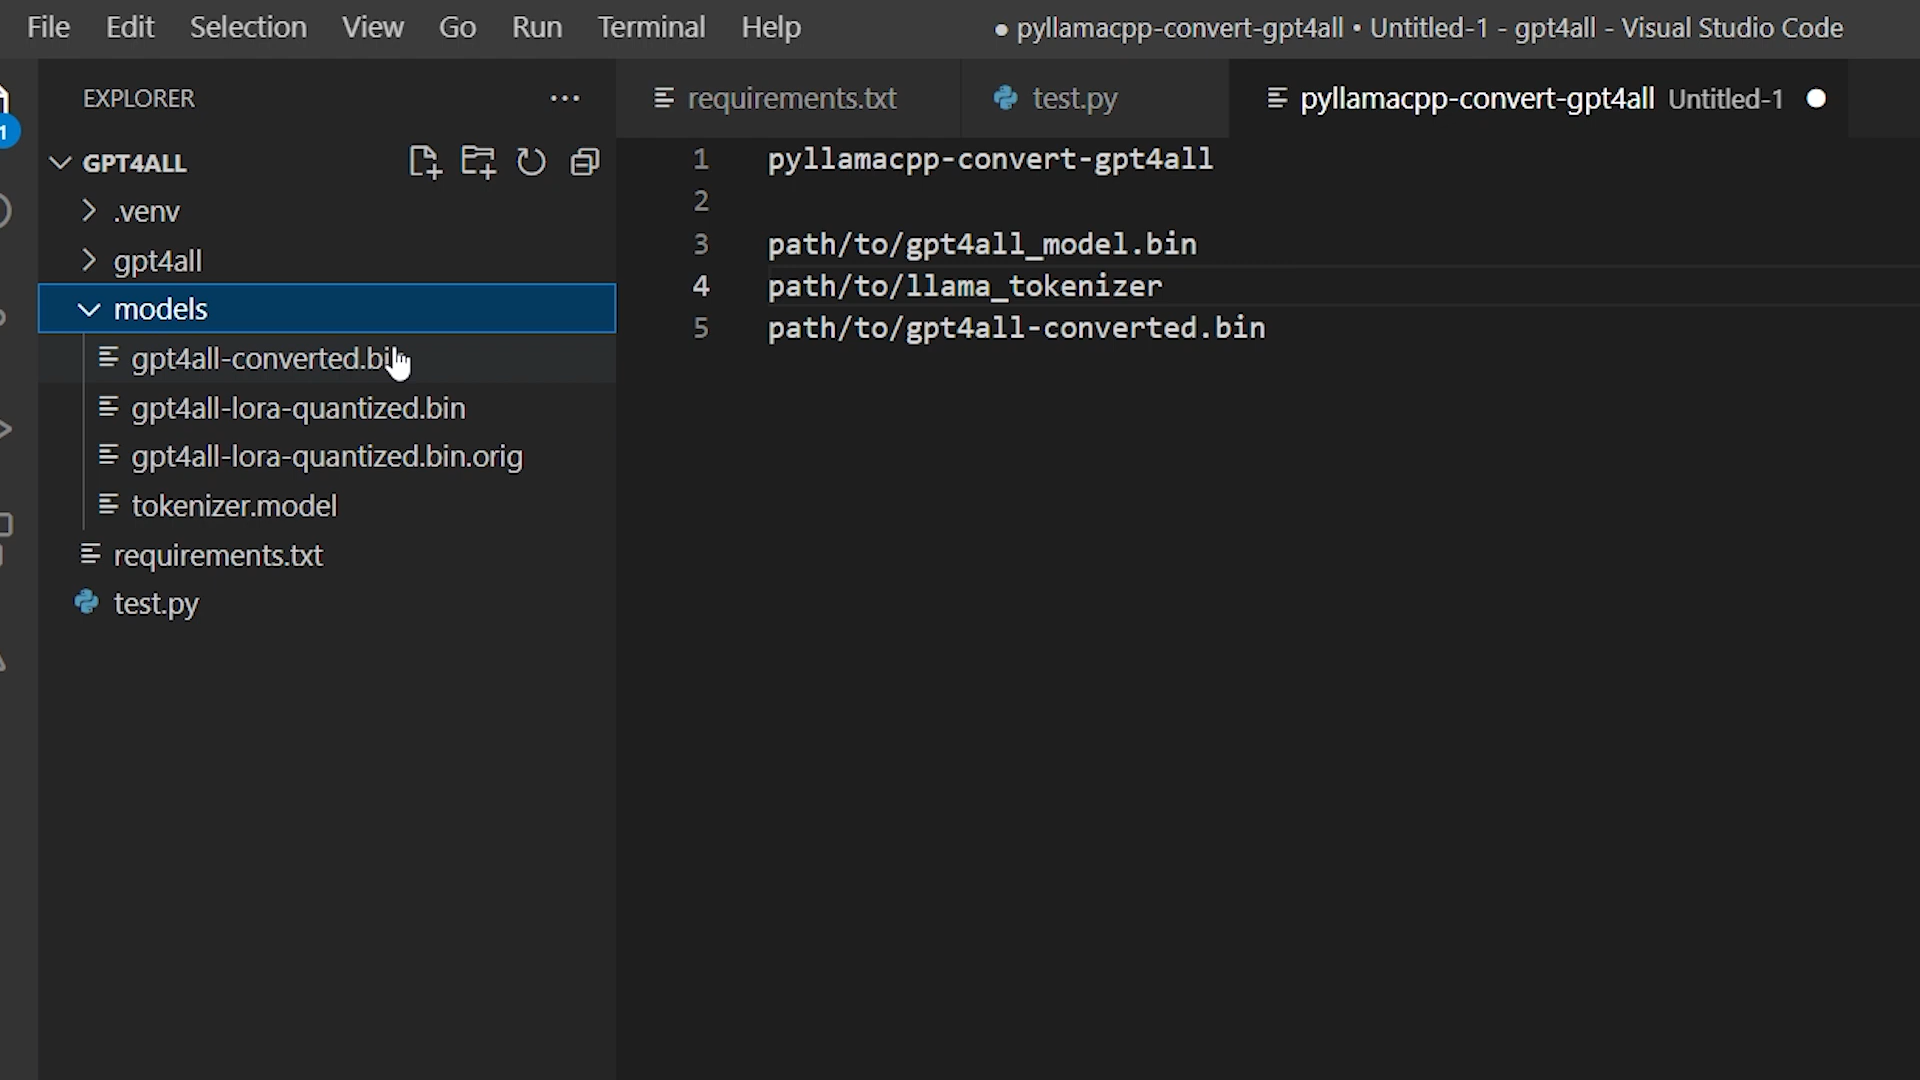 File Edit Selection View Go Run Terminal Help ● pyllamacpp-convert-gpt4all • Untitled-1 - gpt4all - Visual Studio Code
EXPLORER ...
GPT4ALL
.venv
gpt4all
models
gpt4all-converted.bin
gpt4all-lora-quantized.bin
gpt4all-lora-quantized.bin.orig
tokenizer.model
requirements.txt
test.py
1
requirements.txt test.py pyllamacpp-convert-gpt4all Untitled-1 ●
1 pyllamacpp-convert-gpt4all
2
3 path/to/gpt4all_model.bin
4 path/to/llama_tokenizer
5 path/to/gpt4all-converted.bin